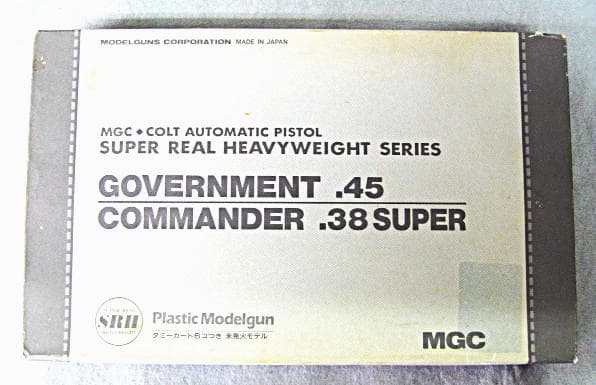 MODELGUNS CORPORATION MADE IN JAPAN
MGC ◆ COLT AUTOMATIC PISTOL
SUPER REAL HEAVYWEIGHT SERIES
GOVERNMENT .45
COMMANDER .38 SUPER
SRH
Plastic Modelgun
ダミーカート6コつき 未発火モデル
MGC